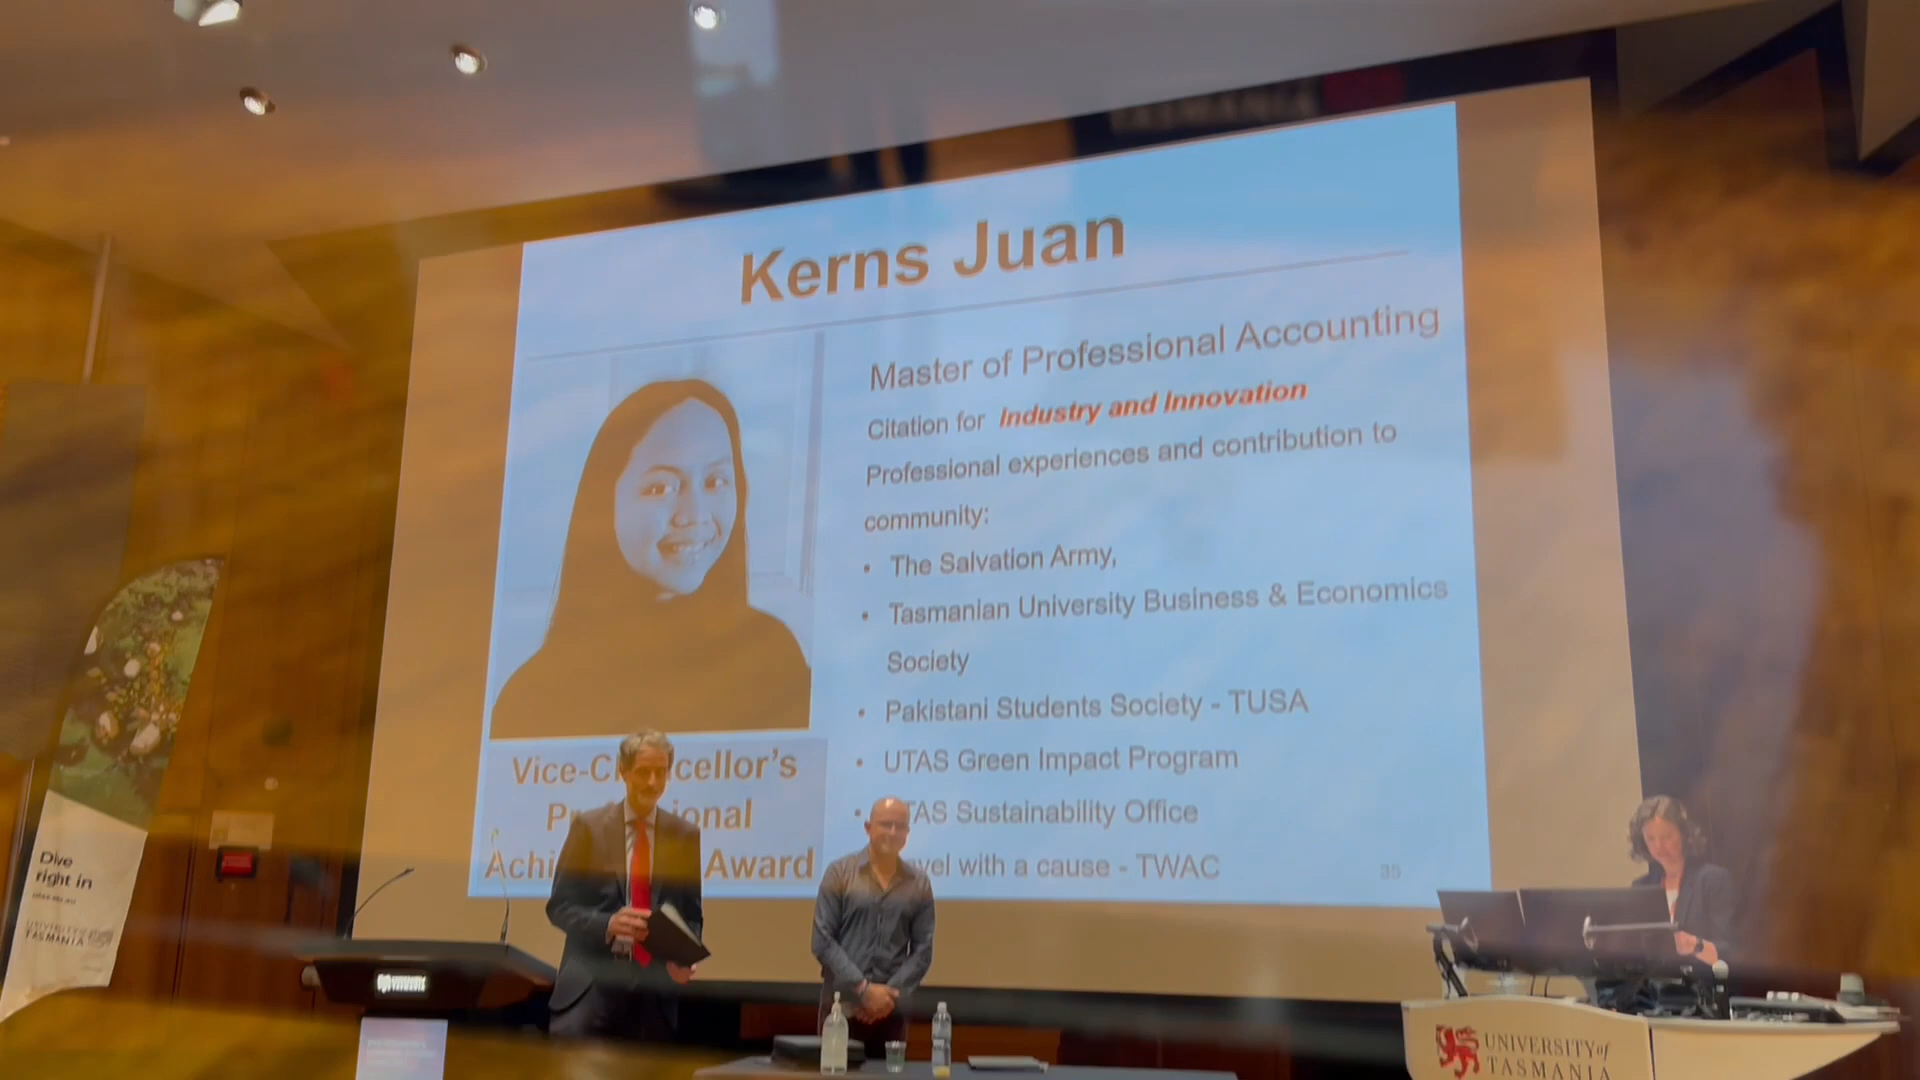 Kerns Juan
Master of Professional Accounting
Citation for Industry and Innovation
Professional experiences and contribution to
community:
• The Salvation Army,
• Tasmanian University Business & Economics
Society
• Pakistani Students Society - TUSA
• UTAS Green Impact Program
• TAS Sustainability Office
vel with a cause - TWAC
35
Vice-Ch cellor's
P ional
Achi Award
Dive
right in
UNIVERSITY of
TASMANIA
UNIVERSITY of
TASMANIA